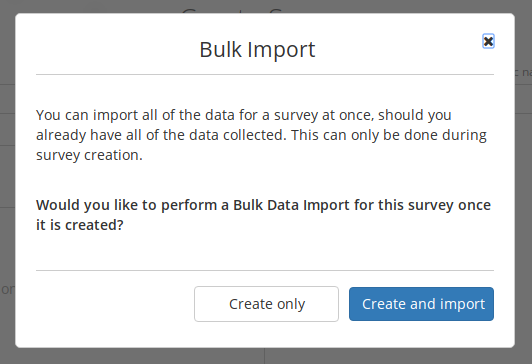 Bulk Import
You can import all of the data for a survey at once, should you
already have all of the data collected. This can only be done during
survey creation.
Would you like to perform a Bulk Data Import for this survey once
it is created?
Create only
Create and import